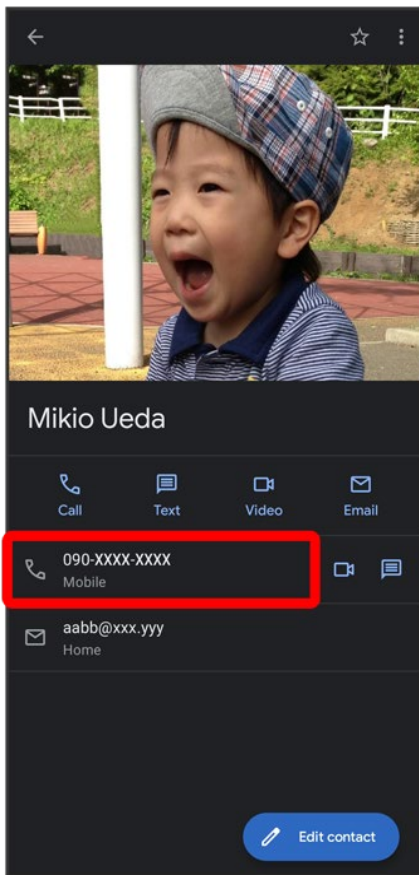 Mikio Ueda
Call Text Video Email
090-XXXX-XXXX
Mobile
aabb@xxx.yyy
Home
Edit contact